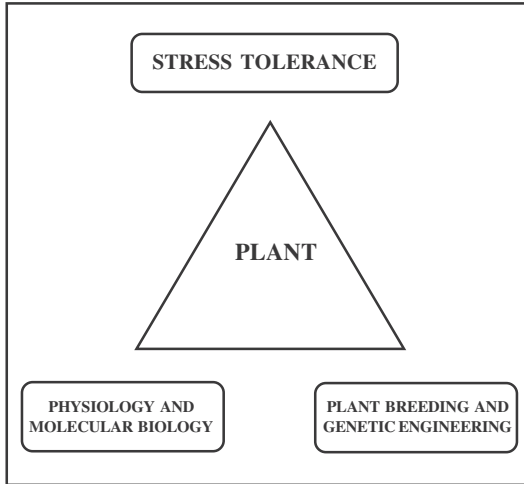 STRESS TOLERANCE
PLANT
PHYSIOLOGY AND
MOLECULAR BIOLOGY
PLANT BREEDING AND
GENETIC ENGINEERING